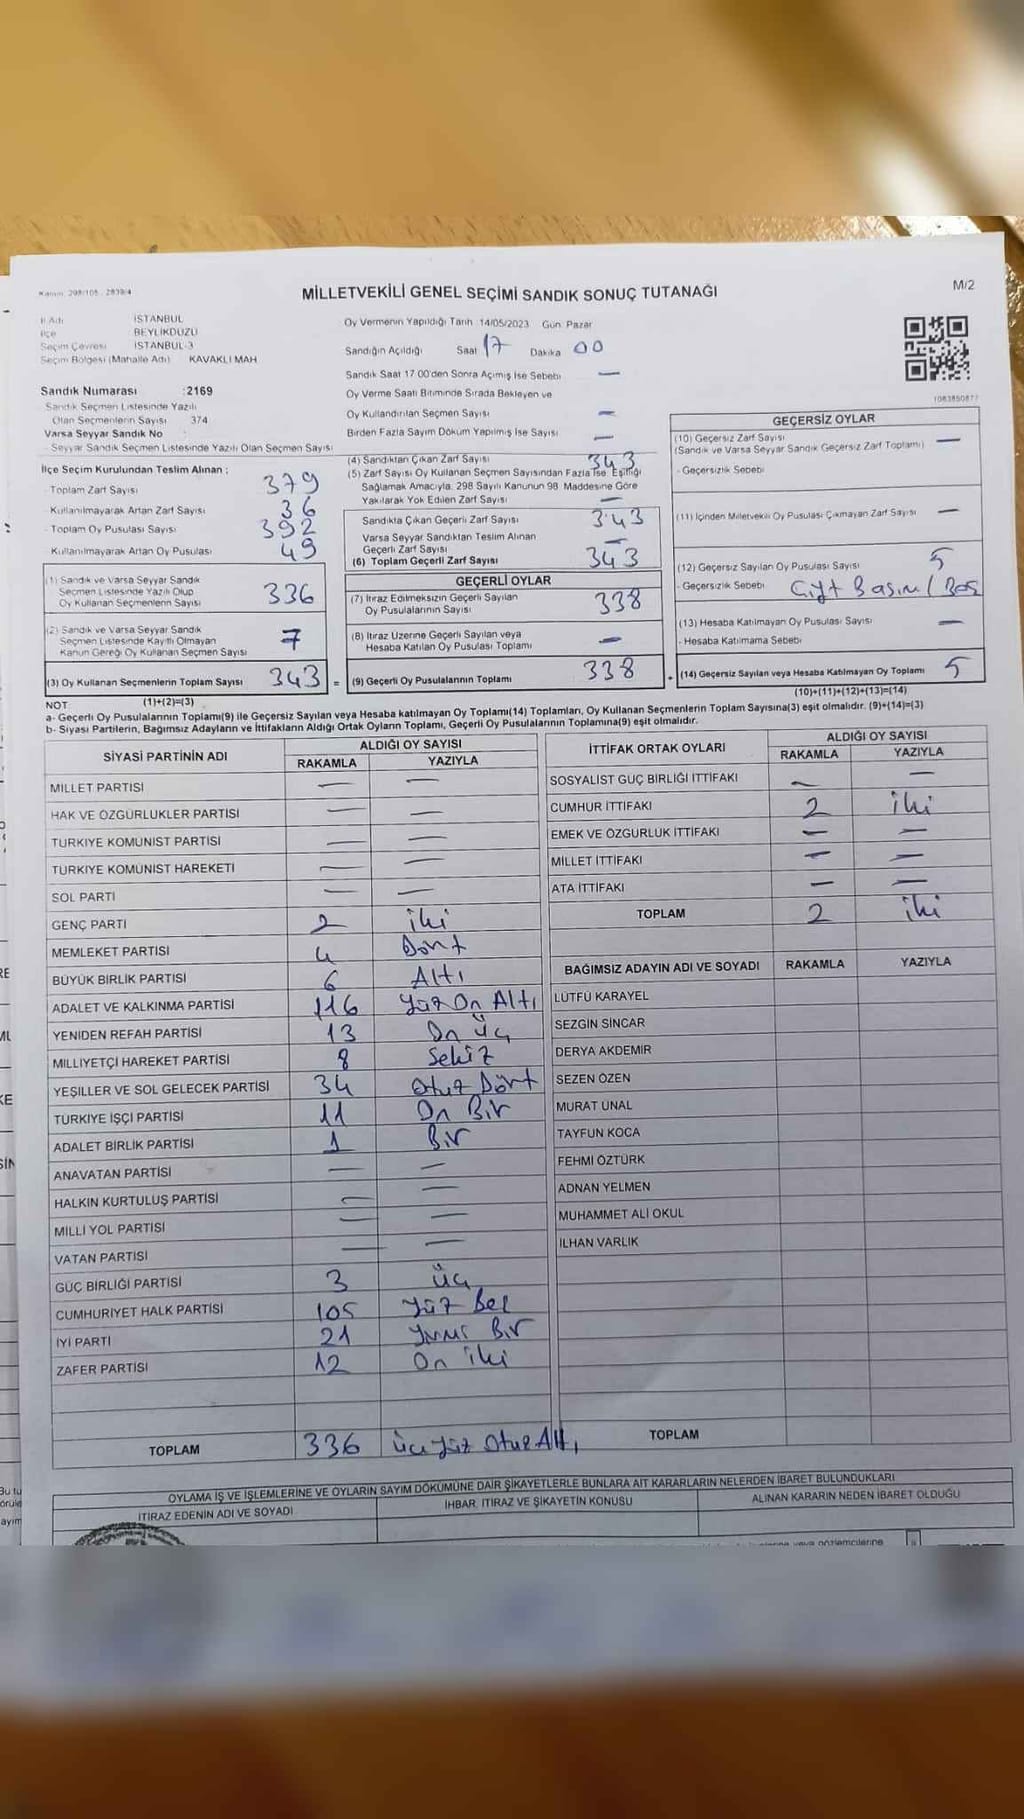 Kanun: 298/105 - 2839/4
MİLLETVEKİLİ GENEL SEÇİMİ SANDIK SONUÇ TUTANAĞI
M/2
İl Adı İSTANBUL
İlçe BEYLİKDÜZÜ
Seçim Çevresi İSTANBUL-3
Seçim Bölgesi (Mahalle Adı) KAVAKLI MAH
Sandık Numarası :2169
Sandık Seçmen Listesinde Yazılı
Olan Seçmenlerin Sayısı 374
Varsa Seyyar Sandık No
- Seyyar Sandık Seçmen Listesinde Yazılı Olan Seçmen Sayısı
Oy Vermenin Yapıldığı Tarih 14/05/2023 Gün: Pazar
Sandığın Açıldığı Saat 17 Dakika 00
Sandık Saat 17.00'den Sonra Açılmış İse Sebebi —
Oy Verme Saati Bitiminde Sırada Bekleyen ve
Oy Kullandırılan Seçmen Sayısı —
Birden Fazla Sayım Döküm Yapılmış İse Sayısı —
1083850877
İlçe Seçim Kurulundan Teslim Alınan :
- Toplam Zarf Sayısı 379
- Kullanılmayarak Artan Zarf Sayısı 36
- Toplam Oy Pusulası Sayısı 392
- Kullanılmayarak Artan Oy Pusulası 49
(1) Sandık ve Varsa Seyyar Sandık
Seçmen Listesinde Yazılı Olup
Oy Kullanan Seçmenlerin Sayısı 336
(2) Sandık ve Varsa Seyyar Sandık
Seçmen Listesinde Kayıtlı Olmayan
Kanun Gereği Oy Kullanan Seçmen Sayısı 7
(3) Oy Kullanan Seçmenlerin Toplam Sayısı 343 =
(1)+(2)=(3)
(4) Sandıktan Çıkan Zarf Sayısı 343
(5) Zarf Sayısı Oy Kullanan Seçmen Sayısından Fazla İse, Eşitliği
Sağlamak Amacıyla, 298 Sayılı Kanunun 98. Maddesine Göre
Yakılarak Yok Edilen Zarf Sayısı —
Sandıkta Çıkan Geçerli Zarf Sayısı 343
Varsa Seyyar Sandıktan Teslim Alınan
Geçerli Zarf Sayısı —
(6) Toplam Geçerli Zarf Sayısı 343
GEÇERLİ OYLAR
(7) İtiraz Edilmeksizin Geçerli Sayılan
Oy Pusulalarının Sayısı 338
(8) İtiraz Üzerine Geçerli Sayılan veya
Hesaba Katılan Oy Pusulası Toplamı —
(9) Geçerli Oy Pusulalarının Toplamı 338
GEÇERSİZ OYLAR
(10) Geçersiz Zarf Sayısı —
(Sandık ve Varsa Seyyar Sandık Geçersiz Zarf Toplamı)
- Geçersizlik Sebebi
(11) İçinden Milletvekili Oy Pusulası Çıkmayan Zarf Sayısı —
(12) Geçersiz Sayılan Oy Pusulası Sayısı 5
- Geçersizlik Sebebi Çift Basım / Boş
(13) Hesaba Katılmayan Oy Pusulası Sayısı —
- Hesaba Katılmama Sebebi
(14) Geçersiz Sayılan veya Hesaba Katılmayan Oy Toplamı 5
(10)+(11)+(12)+(13)=(14)
NOT
a- Geçerli Oy Pusulalarının Toplamı(9) ile Geçersiz Sayılan veya Hesaba katılmayan Oy Toplamı(14) Toplamları, Oy Kullanan Seçmenlerin Toplam Sayısına(3) eşit olmalıdır. (9)+(14)=(3)
b- Siyasi Partilerin, Bağımsız Adayların ve İttifakların Aldığı Ortak Oyların Toplamı, Geçerli Oy Pusulalarının Toplamına(9) eşit olmalıdır.
SİYASİ PARTİNİN ADI ALDIĞI OY SAYISI
RAKAMLA YAZIYLA
MİLLET PARTİSİ — —
HAK VE ÖZGÜRLÜKLER PARTİSİ — —
TÜRKİYE KOMÜNİST PARTİSİ — —
TÜRKİYE KOMÜNİST HAREKETİ — —
SOL PARTİ — —
GENÇ PARTİ 2 iki
MEMLEKET PARTİSİ 4 Dört
BÜYÜK BİRLİK PARTİSİ 6 Altı
ADALET VE KALKINMA PARTİSİ 116 Yüz On Altı
YENİDEN REFAH PARTİSİ 13 On üç
MİLLİYETÇİ HAREKET PARTİSİ 8 Sekiz
YEŞİLLER VE SOL GELECEK PARTİSİ 34 Otuz Dört
TÜRKİYE İŞÇİ PARTİSİ 11 On Bir
ADALET BİRLİK PARTİSİ 1 Bir
ANAVATAN PARTİSİ — —
HALKIN KURTULUŞ PARTİSİ — —
MİLLİ YOL PARTİSİ — —
VATAN PARTİSİ — —
GÜÇ BİRLİĞİ PARTİSİ 3 üç
CUMHURİYET HALK PARTİSİ 105 Yüz Beş
İYİ PARTİ 21 Yirmi Bir
ZAFER PARTİSİ 12 On iki
TOPLAM 336 üçyüz Otuz Altı
İTTİFAK ORTAK OYLARI ALDIĞI OY SAYISI
RAKAMLA YAZIYLA
SOSYALİST GÜÇ BİRLİĞİ İTTİFAKI — —
CUMHUR İTTİFAKI 2 iki
EMEK VE ÖZGÜRLÜK İTTİFAKI — —
MİLLET İTTİFAKI — —
ATA İTTİFAKI — —
TOPLAM 2 iki
BAĞIMSIZ ADAYIN ADI VE SOYADI RAKAMLA YAZIYLA
LÜTFÜ KARAYEL
SEZGİN SİNCAR
DERYA AKDEMİR
SEZEN ÖZEN
MURAT ÜNAL
TAYFUN KOCA
FEHMİ ÖZTÜRK
ADNAN YELMEN
MUHAMMET ALİ OKUL
İLHAN VARLIK
TOPLAM
OYLAMA İŞ VE İŞLEMLERİNE VE OYLARIN SAYIM DÖKÜMÜNE DAİR ŞİKAYETLERLE BUNLARA AİT KARARLARIN NELERDEN İBARET BULUNDUKLARI
İTİRAZ EDENİN ADI VE SOYADI İHBAR, İTİRAZ VE ŞİKAYETİN KONUSU ALINAN KARARIN NEDEN İBARET OLDUĞU